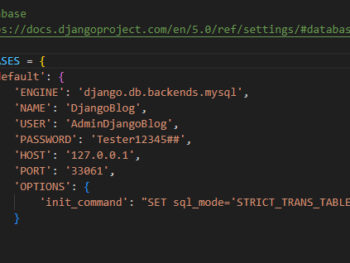 base
s://docs.djangoproject.com/en/5.0/ref/settings/#databas
ASES = {
default': {
'ENGINE': 'django.db.backends.mysql',
'NAME': 'DjangoBlog',
'USER': 'AdminDjangoBlog',
'PASSWORD': 'Tester12345##',
'HOST': '127.0.0.1',
'PORT': '33061',
'OPTIONS': {
'init_command': "SET sql_mode='STRICT_TRANS_TABLE
}